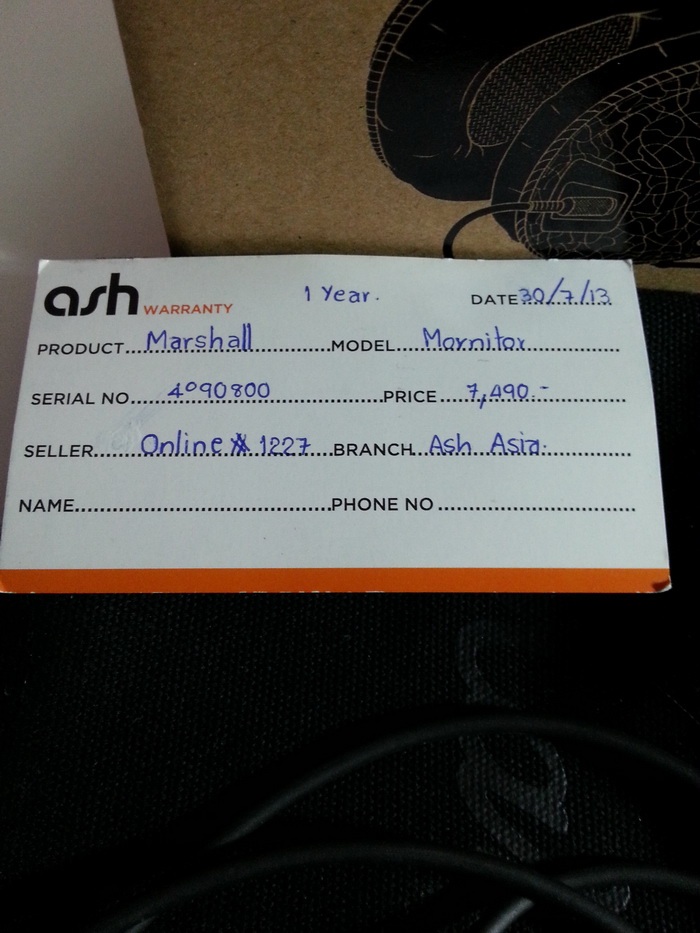 ash WARRANTY 1 Year. DATE 30/7/13
PRODUCT Marshall MODEL Mornitor
SERIAL NO. 4090800 PRICE 7,490.-
SELLER Online 1227 BRANCH Ash Asia.
NAME PHONE NO